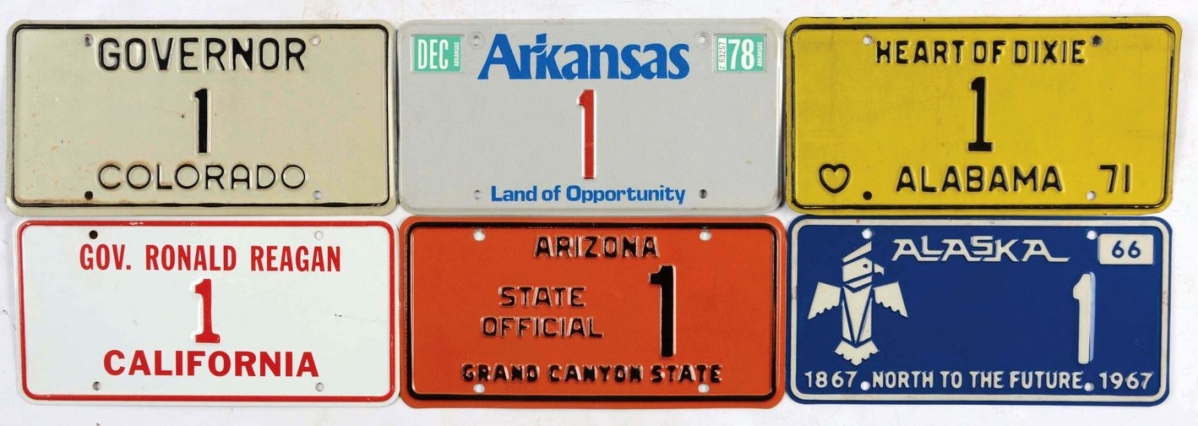 GOVERNOR
1
COLORADO
DEC Arkansas 78
1
Land of Opportunity
HEART OF DIXIE
1
ALABAMA 71
GOV. RONALD REAGAN
1
CALIFORNIA
ARIZONA
STATE
OFFICIAL
1
GRAND CANYON STATE
ALASKA 66
1
1867 NORTH TO THE FUTURE 1967